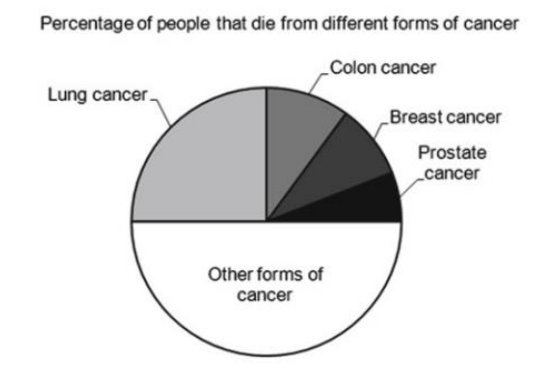 Percentage of people that die from different forms of cancer
Colon cancer
Lung cancer
Breast cancer
Prostate
cancer
Other forms of
cancer